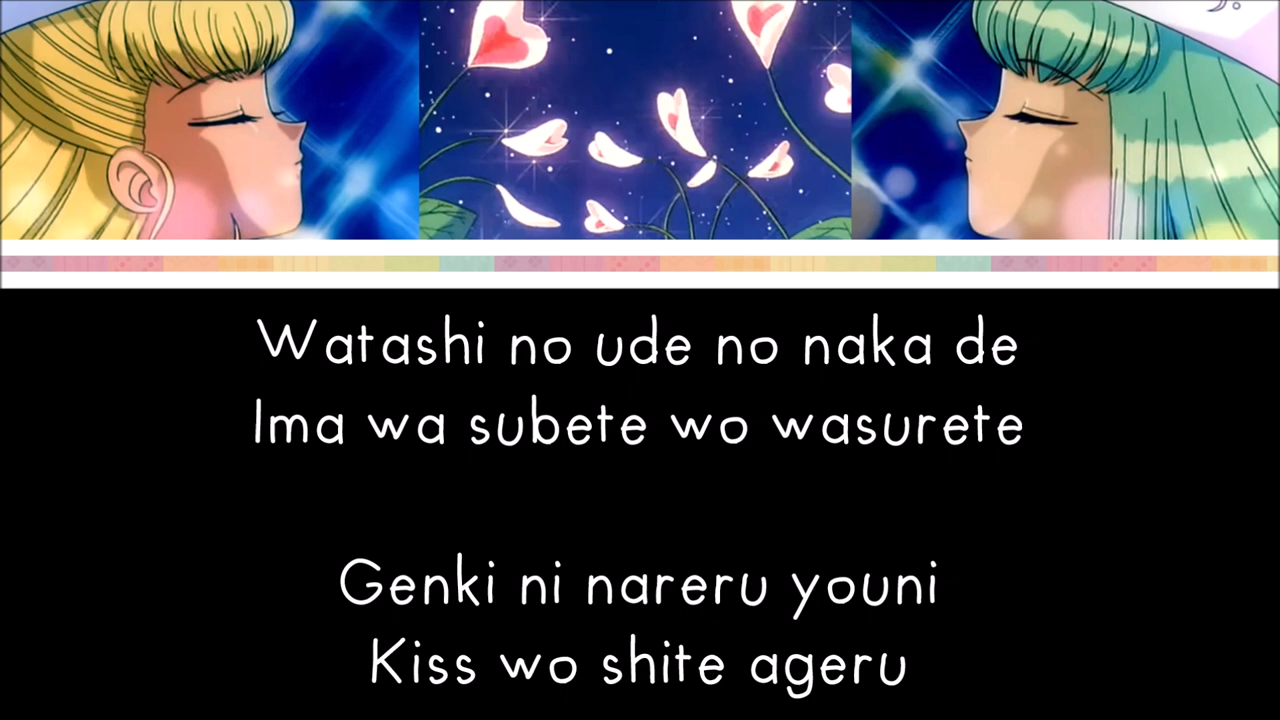 Watashi no ude no naka de
Ima wa subete wo wasurete
Genki ni nareru youni
Kiss wo shite ageru